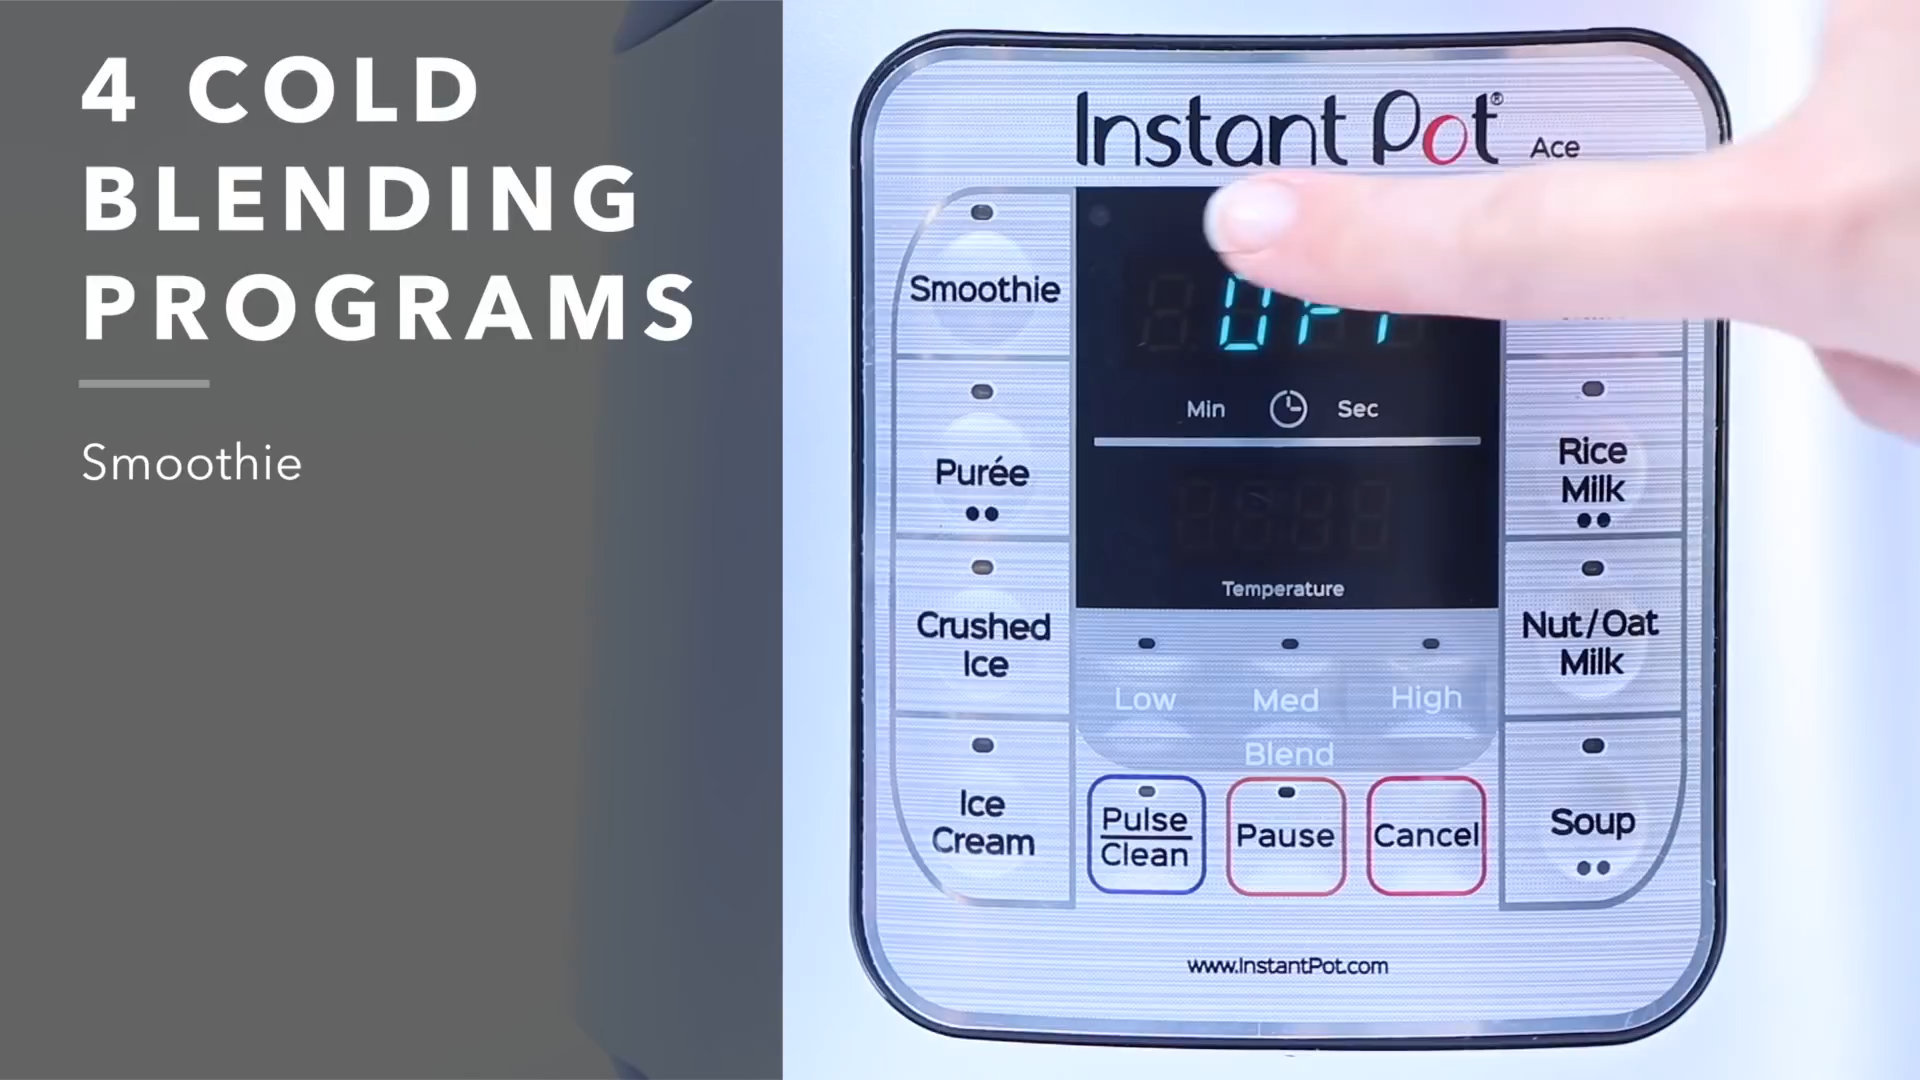 4 COLD
BLENDING
PROGRAMS
Smoothie
Instant Pot® Ace
Smoothie
Min Sec
Purée
Rice
Milk
Temperature
Crushed
Ice
Nut/Oat
Milk
Low Med High
Blend
Ice
Cream
Pulse
Clean
Pause
Cancel
Soup
www.InstantPot.com